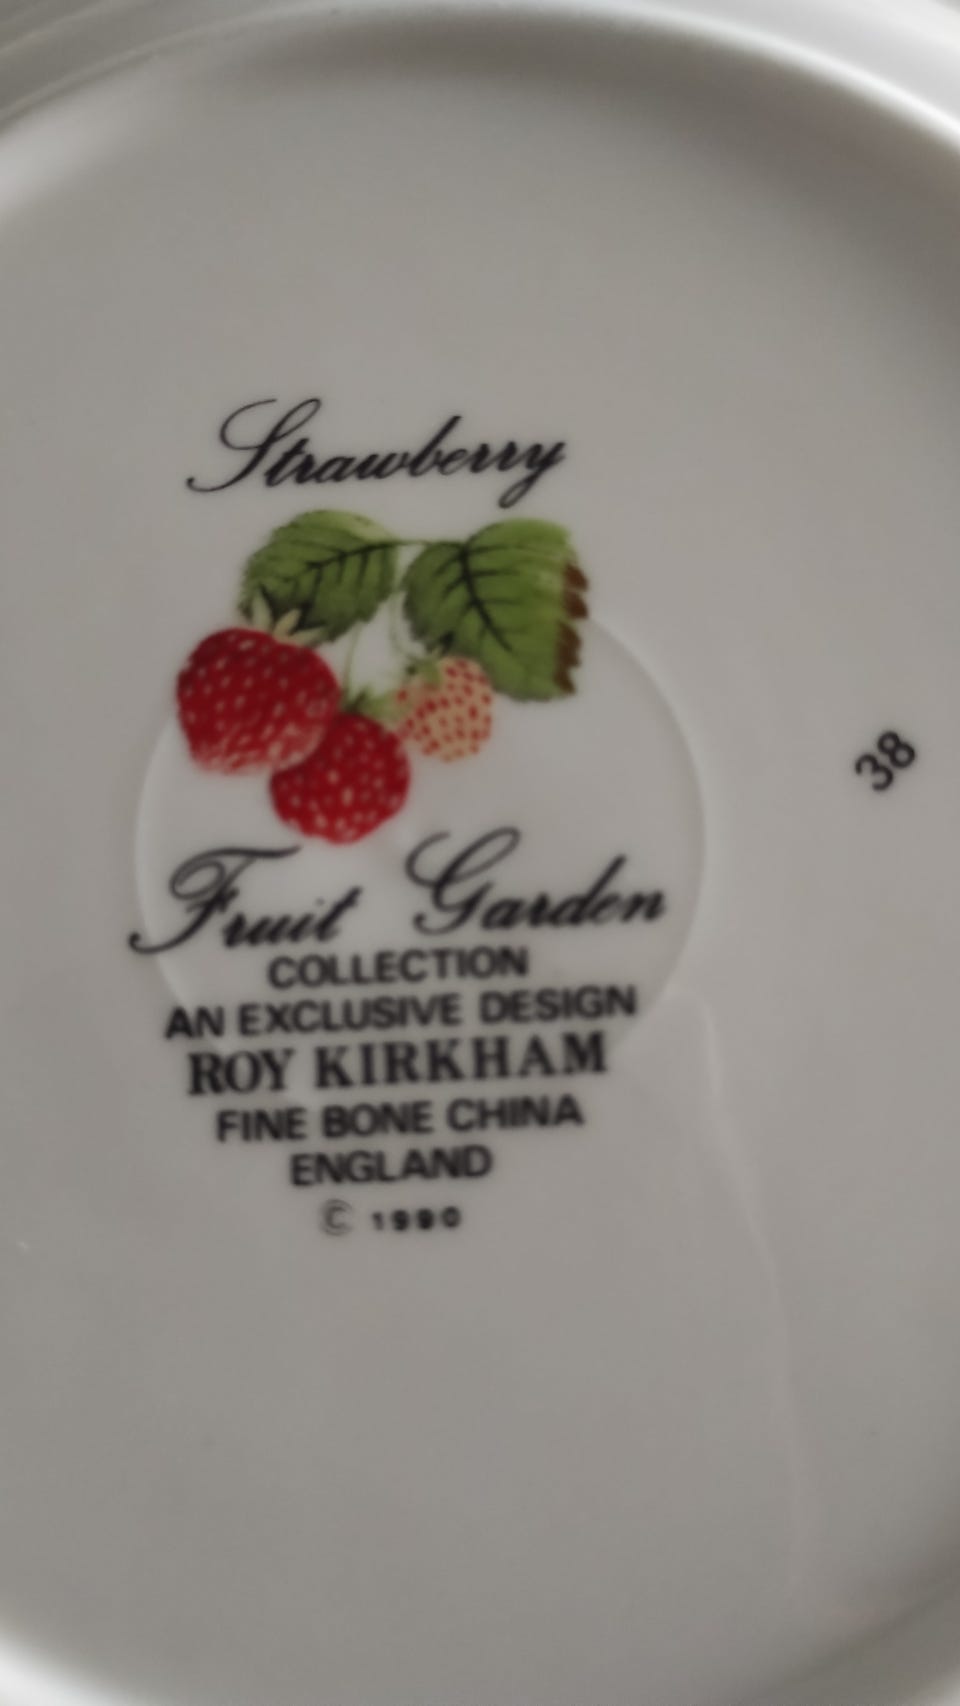 Strawberry
Fruit Garden
COLLECTION
AN EXCLUSIVE DESIGN
ROY KIRKHAM
FINE BONE CHINA
ENGLAND
© 1990
38